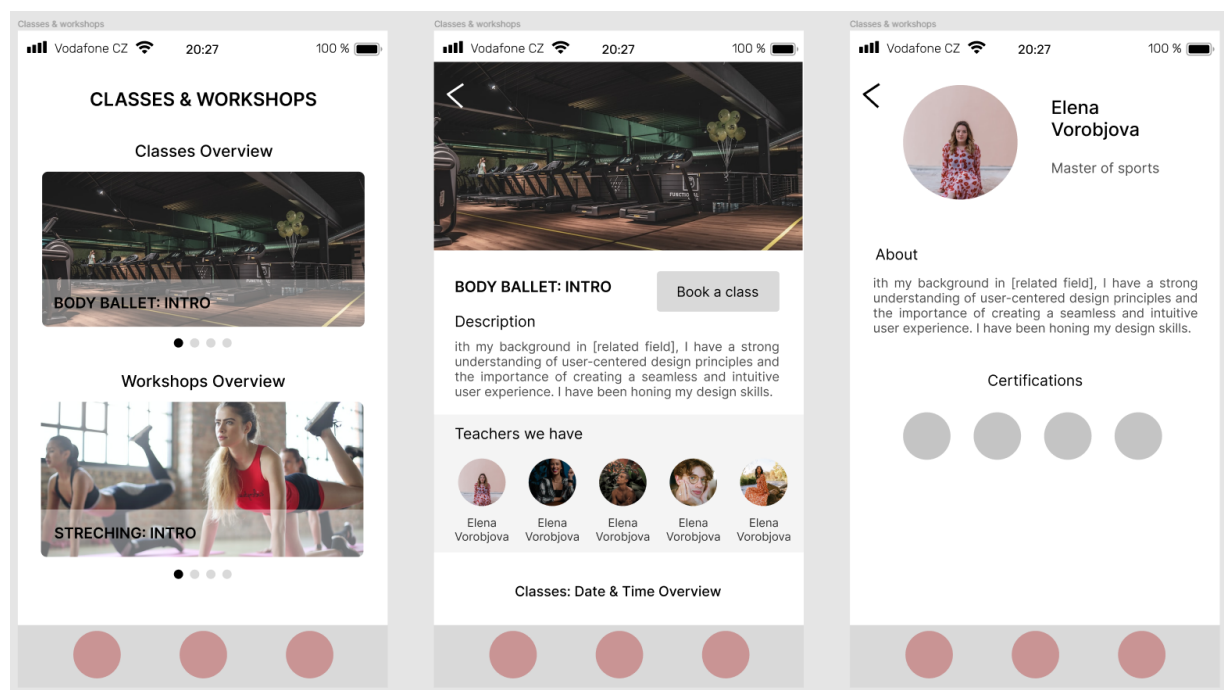 Classes & workshops
Vodafone CZ 20:27 100 %
CLASSES & WORKSHOPS
Classes Overview
BODY BALLET: INTRO
Workshops Overview
STRECHING: INTRO
Classes & workshops
Vodafone CZ 20:27 100 %
FUNCTIONAL
BODY BALLET: INTRO
Book a class
Description
ith my background in [related field], I have a strong
understanding of user-centered design principles and
the importance of creating a seamless and intuitive
user experience. I have been honing my design skills.
Teachers we have
Elena Elena Elena Elena Elena
Vorobjova Vorobjova Vorobjova Vorobjova Vorobjova
Classes: Date & Time Overview
Classes & workshops
Vodafone CZ 20:27 100 %
Elena
Vorobjova
Master of sports
About
ith my background in [related field], I have a strong
understanding of user-centered design principles and
the importance of creating a seamless and intuitive
user experience. I have been honing my design skills.
Certifications